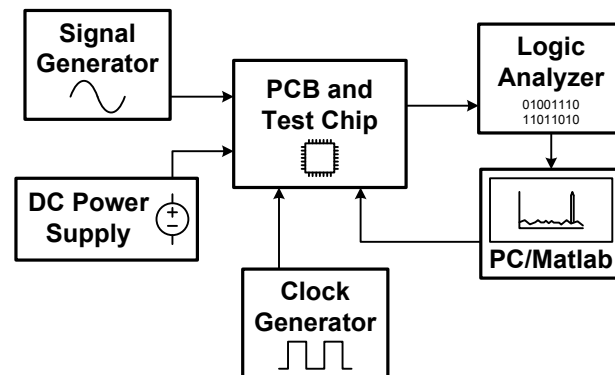 Signal
Generator
PCB and
Test Chip
Logic
Analyzer
01001110
11011010
DC Power
Supply
PC/Matlab
Clock
Generator